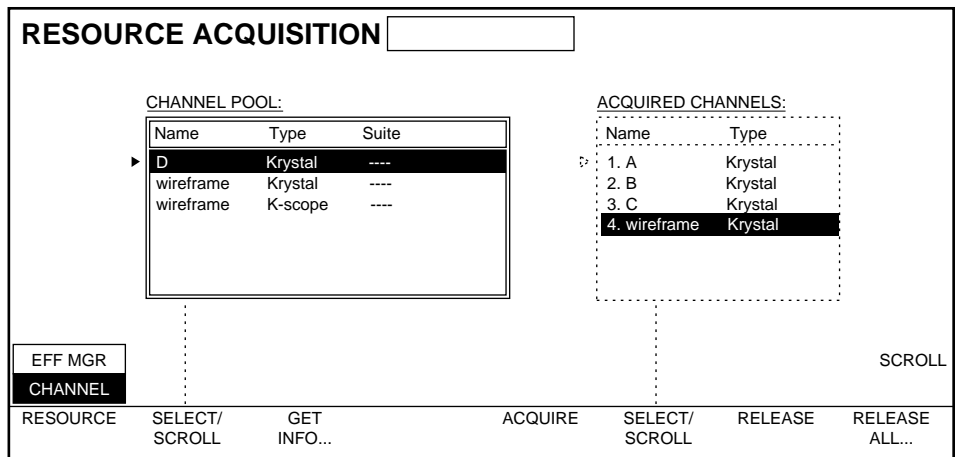 RESOURCE ACQUISITION
CHANNEL POOL:
Name Type Suite
D Krystal ----
wireframe Krystal ----
wireframe K-scope ----
ACQUIRED CHANNELS:
Name Type
1. A Krystal
2. B Krystal
3. C Krystal
4. wireframe Krystal
EFF MGR
CHANNEL
SCROLL
RESOURCE
SELECT/
SCROLL
GET
INFO...
ACQUIRE
SELECT/
SCROLL
RELEASE
RELEASE
ALL...